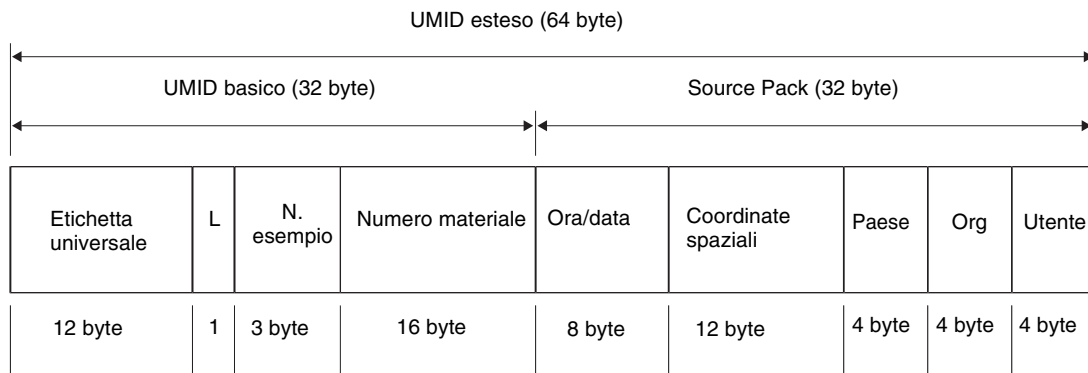 UMID esteso (64 byte)
UMID basico (32 byte)
Source Pack (32 byte)
Etichetta
universale
L
N.
esempio
Numero materiale
Ora/data
Coordinate
spaziali
Paese
Org
Utente
12 byte
1
3 byte
16 byte
8 byte
12 byte
4 byte
4 byte
4 byte